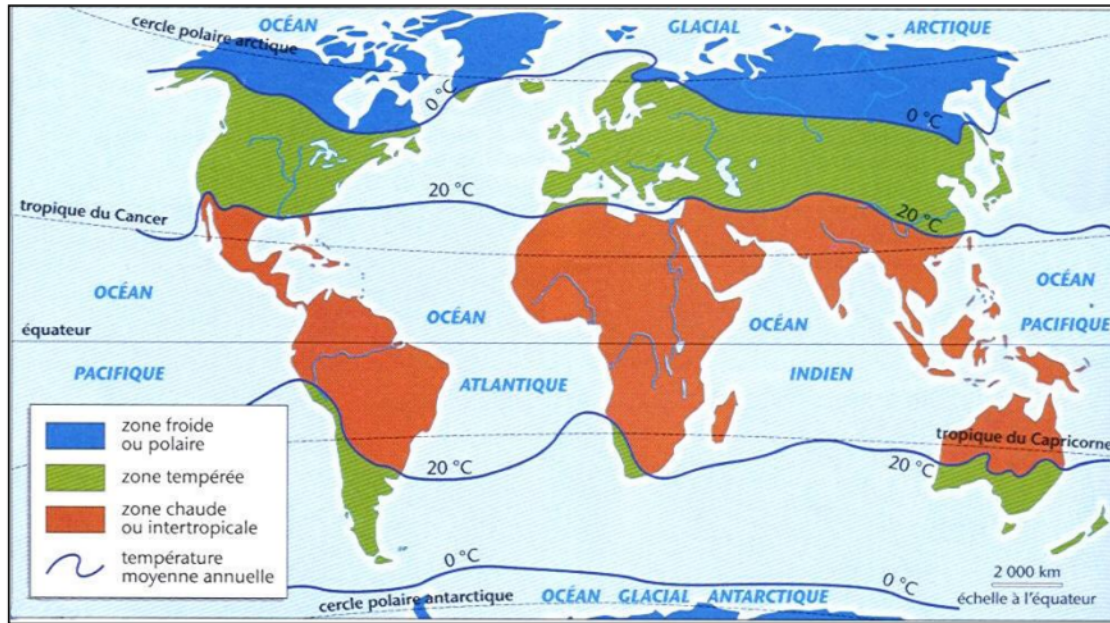 OCÉAN GLACIAL ARCTIQUE
cercle polaire arctique
0 °C
0 °C
20 °C
20 °C
tropique du Cancer
OCÉAN
PACIFIQUE
OCÉAN
ATLANTIQUE
OCÉAN
INDIEN
OCÉAN
PACIFIQUE
équateur
tropique du Capricorne
20 °C
20 °C
zone froide
ou polaire
zone tempérée
zone chaude
ou intertropicale
température
moyenne annuelle
0 °C
0 °C
cercle polaire antarctique
OCÉAN GLACIAL ANTARCTIQUE
2 000 km
échelle à l'équateur